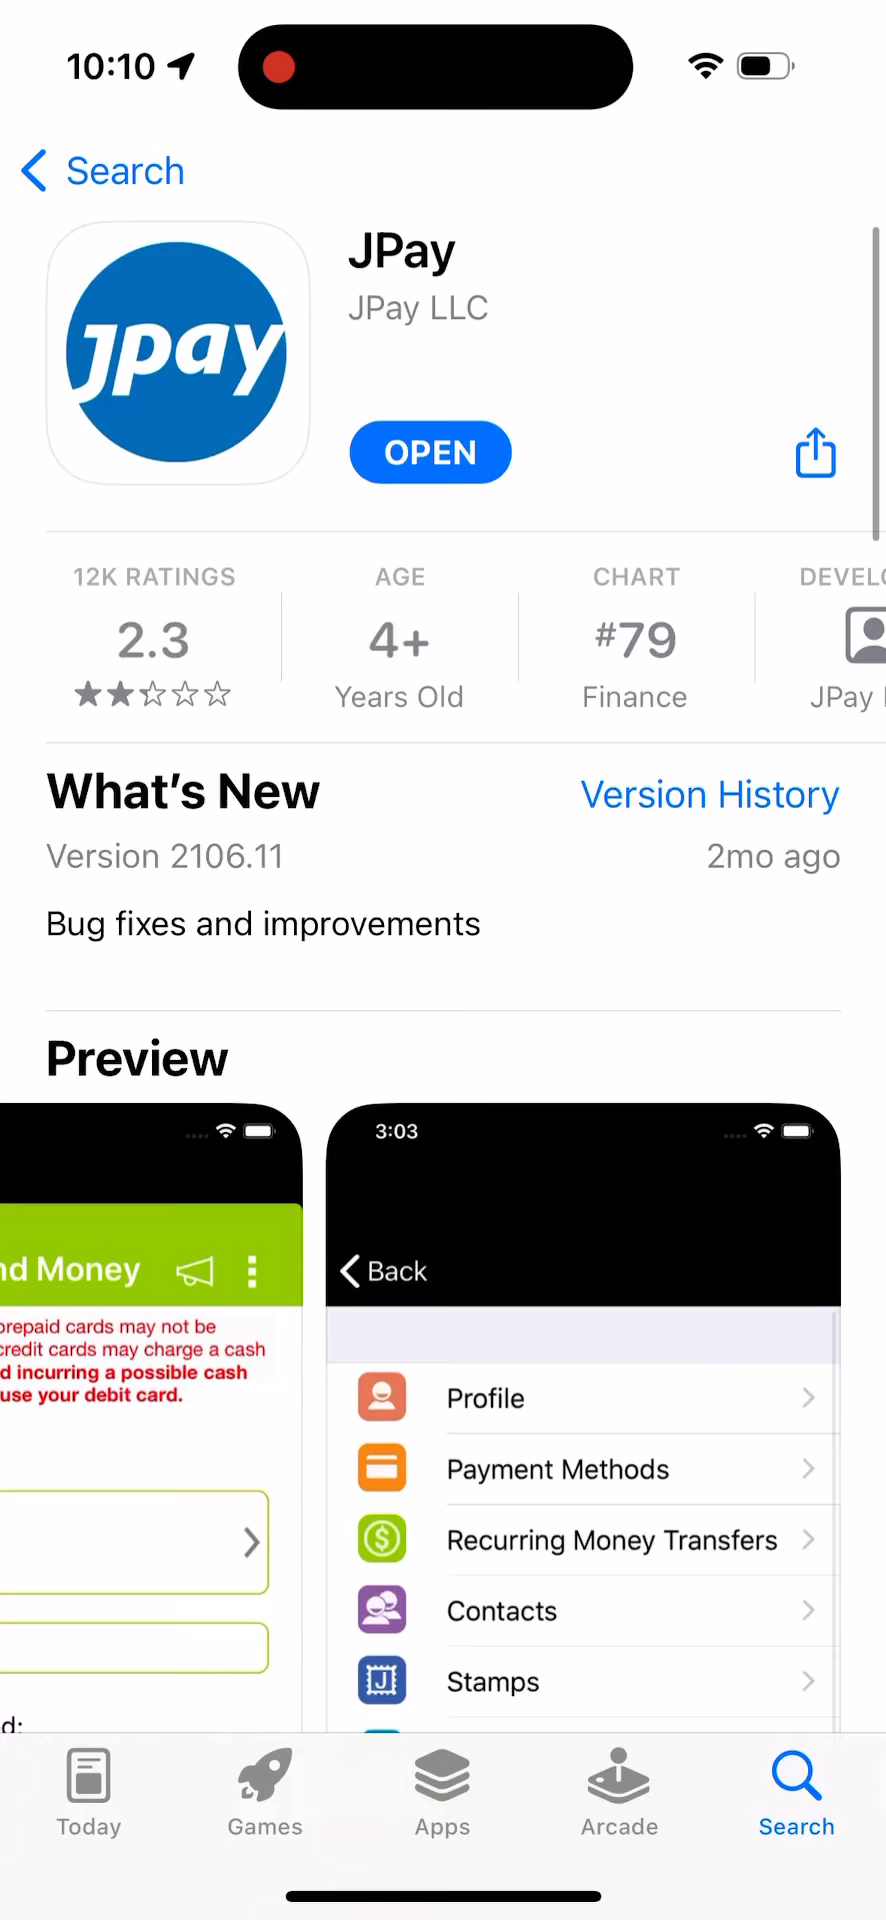 10:10
Search
JPay
JPay LLC
Jpay
OPEN
12K RATINGS
AGE
CHART
DEVELO
2.3
4+
#79
Years Old
Finance
JPay
What's New
Version History
Version 2106.11
2mo ago
Bug fixes and improvements
Preview
nd Money
prepaid cards may not be
credit cards may charge a cash
d incurring a possible cash
use your debit card.
d:
3:03
Back
Profile
Payment Methods
Recurring Money Transfers
Contacts
J
Stamps
Today
Games
Apps
Arcade
Search